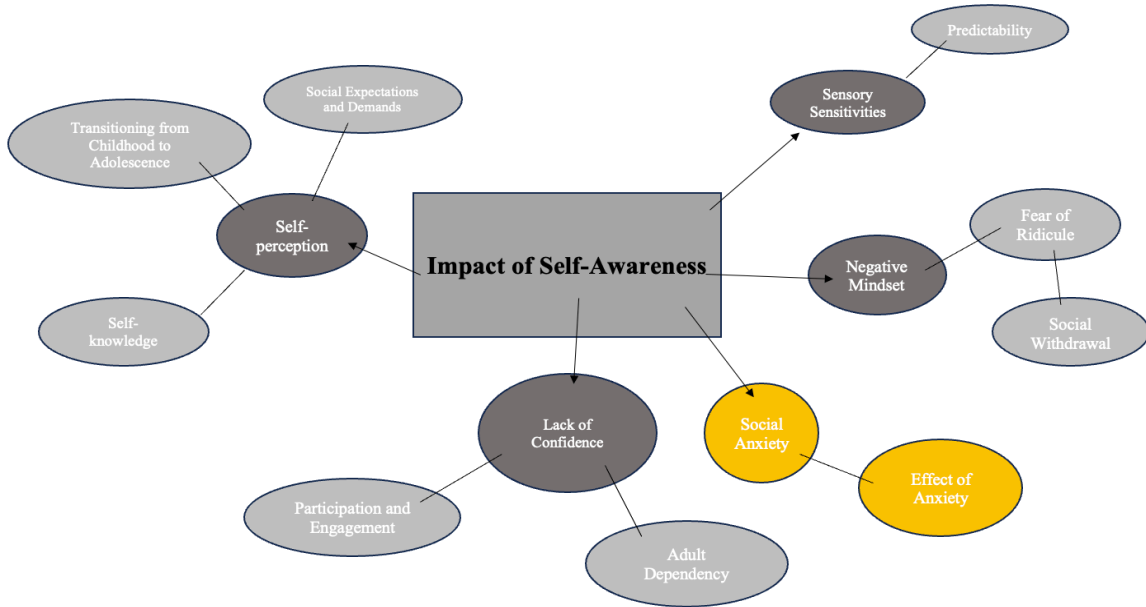 Predictability
Social Expectations
and Demands
Sensory
Sensitivities
Transitioning from
Childhood to
Adolescence
Self-
perception
Impact of Self-Awareness
Fear of
Ridicule
Negative
Mindset
Self-
knowledge
Social
Withdrawal
Lack of
Confidence
Social
Anxiety
Effect of
Anxiety
Participation and
Engagement
Adult
Dependency